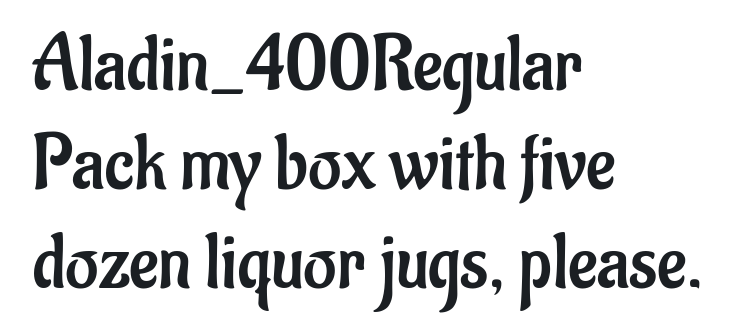 Aladin_400Regular
Pack my box with five
dozen liquor jugs, please.